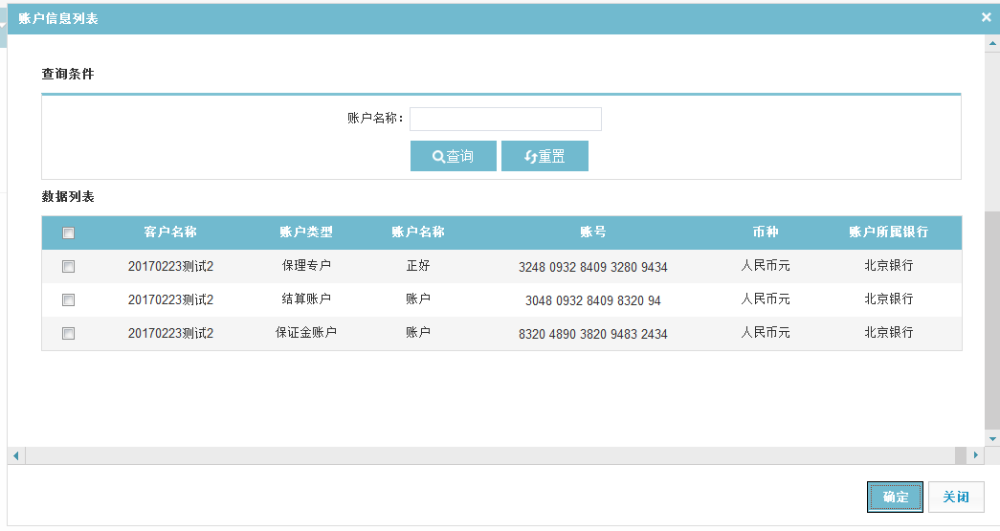 账户信息列表
查询条件
账户名称：
查询 重置
数据列表
客户名称 账户类型 账户名称 账号 币种 账户所属银行
20170223测试2 保理专户 正好 3248 0932 8409 3280 9434 人民币元 北京银行
20170223测试2 结算账户 账户 3048 0932 8409 8320 94 人民币元 北京银行
20170223测试2 保证金账户 账户 8320 4890 3820 9483 2434 人民币元 北京银行
确定 关闭